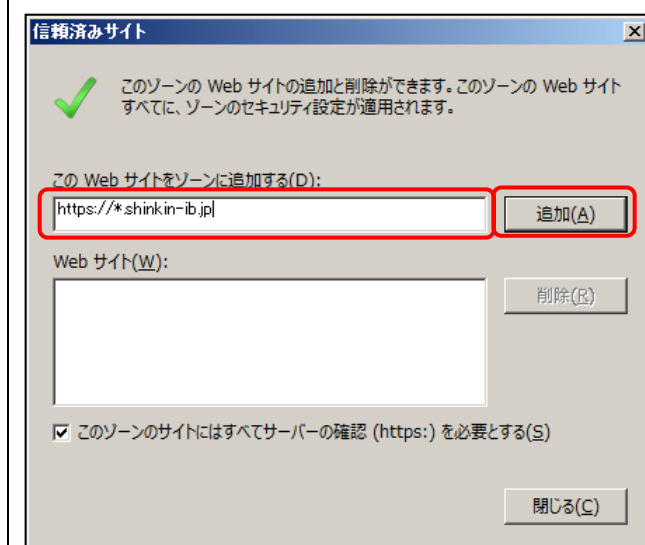 信頼済みサイト
このゾーンの Web サイトの追加と削除ができます。このゾーンの Web サイト
すべてに、ゾーンのセキュリティ設定が適用されます。
この Web サイトをゾーンに追加する(D):
https://*.shinkin-ib.jp
追加(A)
Web サイト(W):
削除(R)
このゾーンのサイトにはすべてサーバーの確認 (https:) を必要とする(S)
閉じる(C)